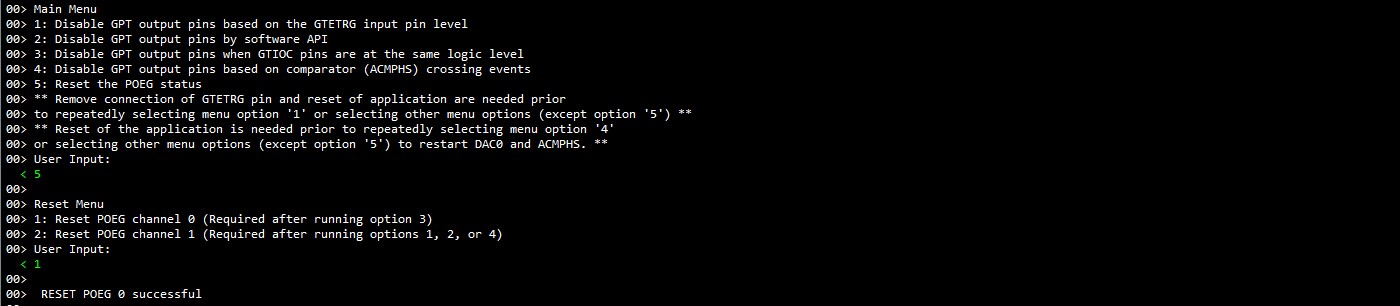 00> Main Menu
00> 1: Disable GPT output pins based on the GTETRG input pin level
00> 2: Disable GPT output pins by software API
00> 3: Disable GPT output pins when GTIOC pins are at the same logic level
00> 4: Disable GPT output pins based on comparator (ACMPHS) crossing events
00> 5: Reset the POEG status
00> ** Remove connection of GTETRG pin and reset of application are needed prior
00> to repeatedly selecting menu option '1' or selecting other menu options (except option '5') **
00> ** Reset of the application is needed prior to repeatedly selecting menu option '4'
00> or selecting other menu options (except option '5') to restart DAC0 and ACMPHS. **
00> User Input:
< 5
00>
00> Reset Menu
00> 1: Reset POEG channel 0 (Required after running option 3)
00> 2: Reset POEG channel 1 (Required after running options 1, 2, or 4)
00> User Input:
< 1
00>
00>  RESET POEG 0 successful